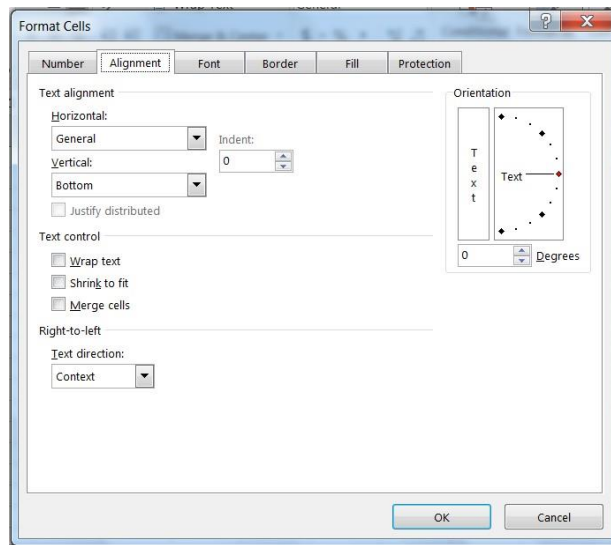 Format Cells
Number Alignment Font Border Fill Protection
Text alignment
Horizontal:
General
Indent:
0
Vertical:
Bottom
Justify distributed
Text control
Wrap text
Shrink to fit
Merge cells
Right-to-left
Text direction:
Context
Orientation
Text
Text
0 Degrees
OK Cancel